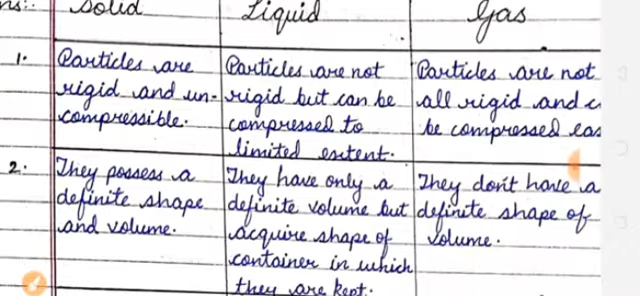 ns:. Solid Liquid Gas
1. Particles are rigid and un-compressible.
Particles are not rigid but can be compressed to limited extent.
Particles are not all rigid and c be compressed eas
2. They possess a definite shape and volume.
They have only a definite volume but acquire shape of container in which they are kept.
They don't have a definite shape of volume.